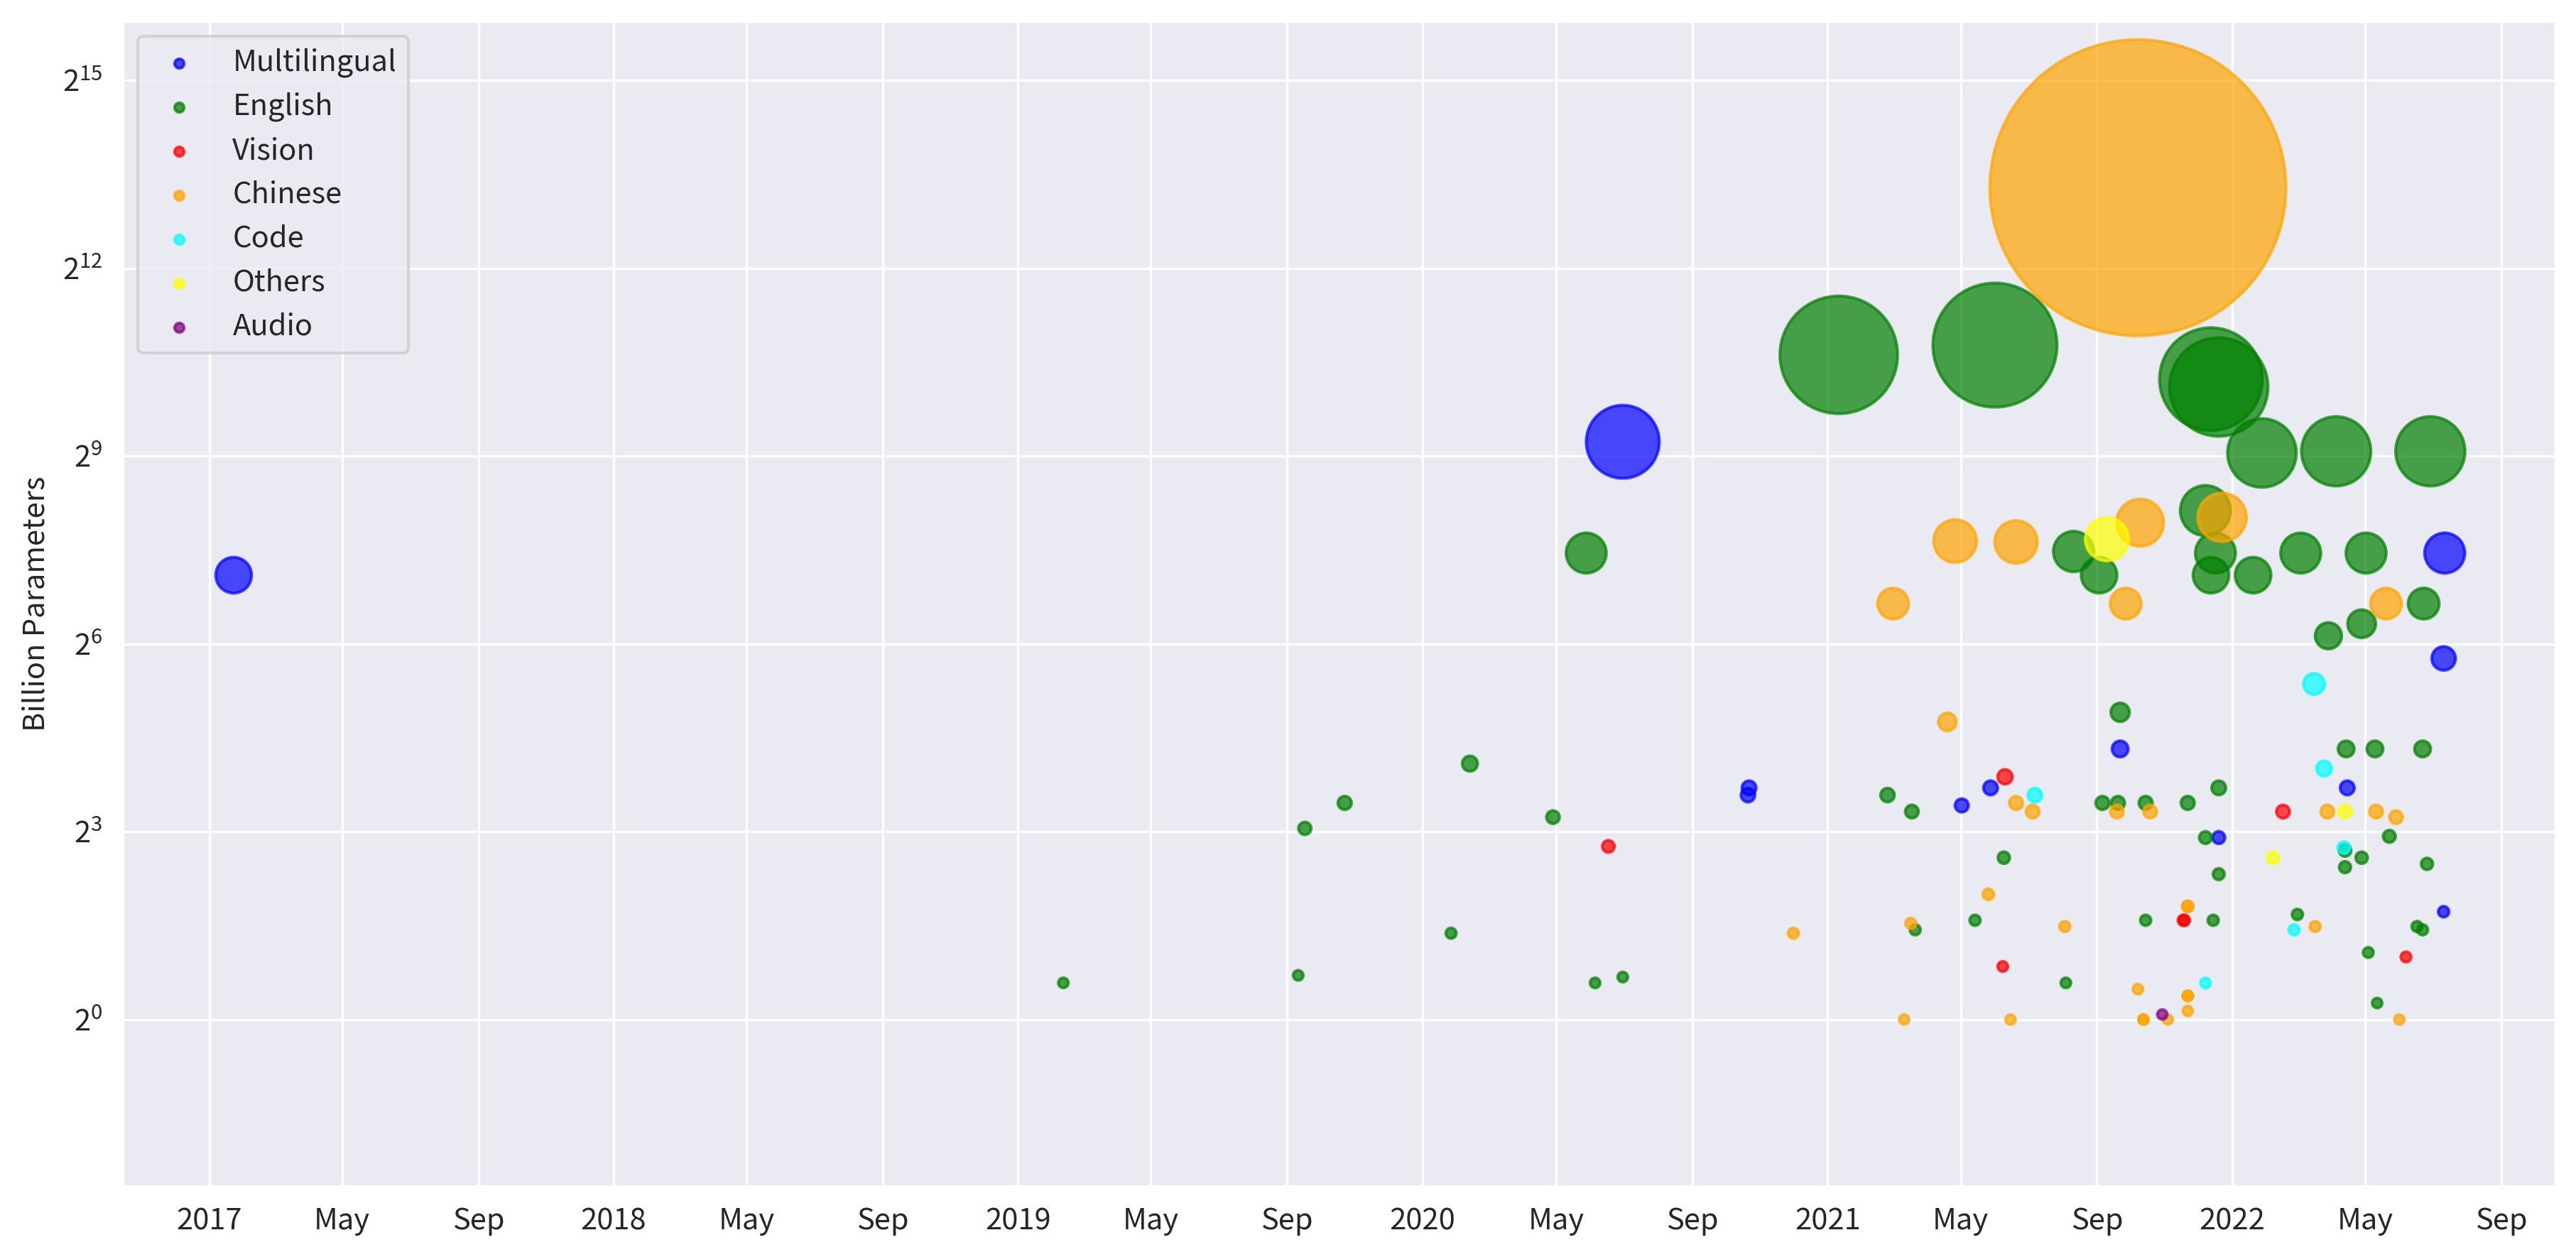 Multilingual
English
Vision
Chinese
Code
Others
Audio
2^15
2^12
2^9
2^6
2^3
2^0
Billion Parameters
2017 May Sep 2018 May Sep 2019 May Sep 2020 May Sep 2021 May Sep 2022 May Sep